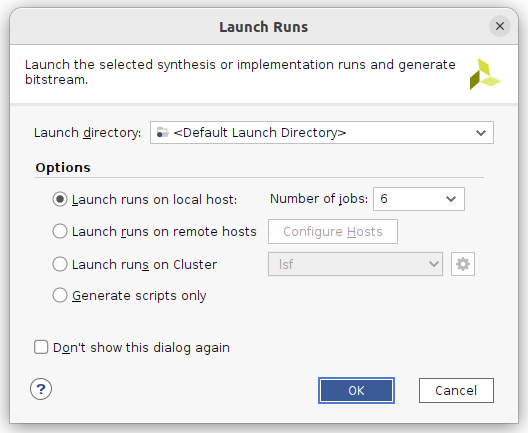 Launch Runs
Launch the selected synthesis or implementation runs and generate
bitstream.
Launch directory: <Default Launch Directory>
Options
Launch runs on local host: Number of jobs: 6
Launch runs on remote hosts Configure Hosts
Launch runs on Cluster lsf
Generate scripts only
Don't show this dialog again
? OK Cancel